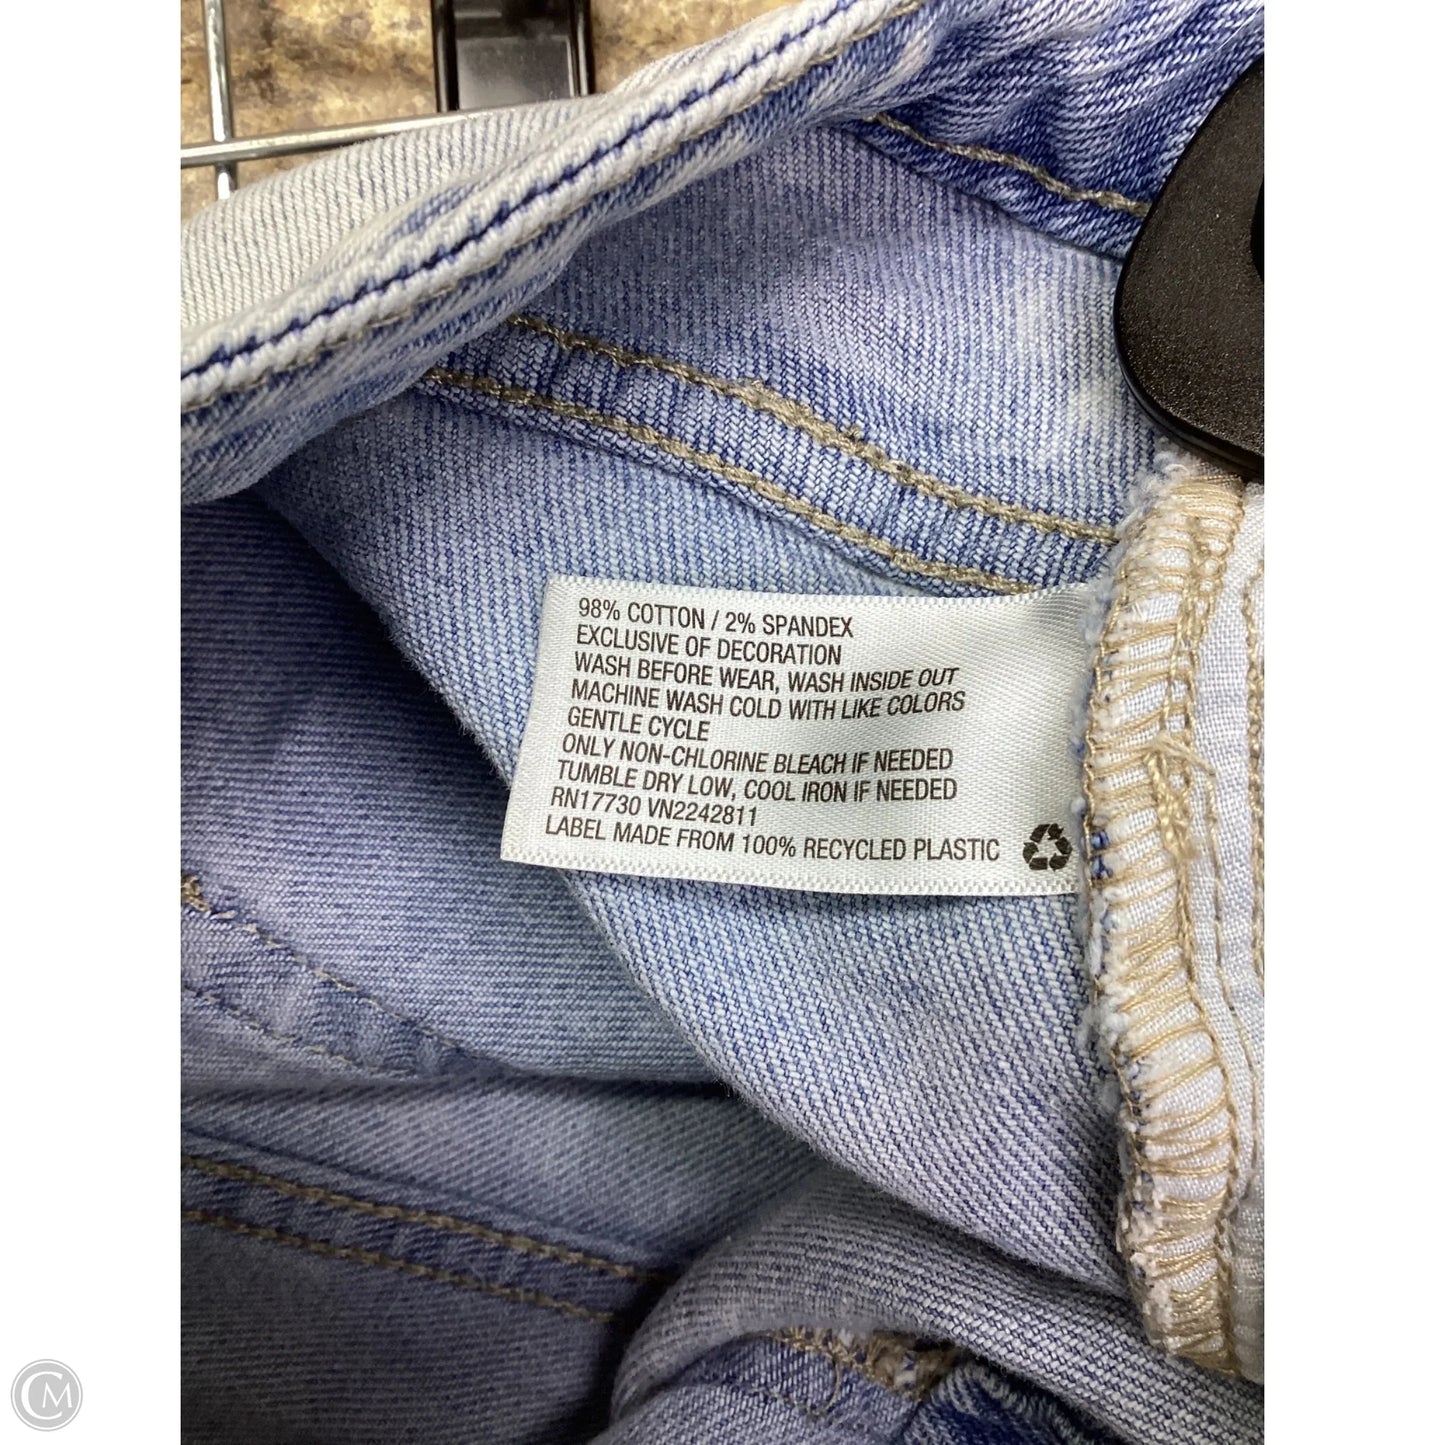 98% COTTON / 2% SPANDEX
EXCLUSIVE OF DECORATION
WASH BEFORE WEAR, WASH INSIDE OUT
MACHINE WASH COLD WITH LIKE COLORS
GENTLE CYCLE
ONLY NON-CHLORINE BLEACH IF NEEDED
TUMBLE DRY LOW, COOL IRON IF NEEDED
RN17730 VN2242811
LABEL MADE FROM 100% RECYCLED PLASTIC
CM